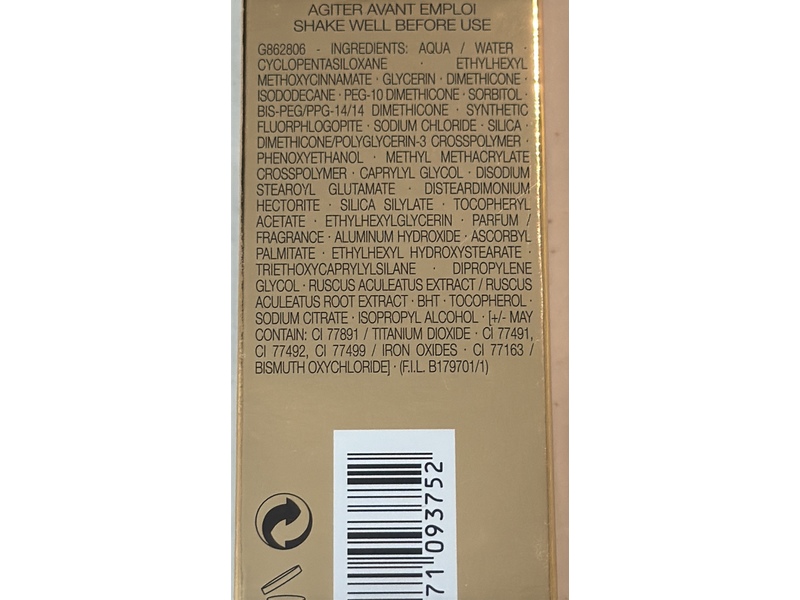 AGITER AVANT EMPLOI
SHAKE WELL BEFORE USE
G862806 - INGREDIENTS: AQUA / WATER ·
CYCLOPENTASILOXANE · ETHYLHEXYL
METHOXYCINNAMATE · GLYCERIN · DIMETHICONE ·
ISODODECANE · PEG-10 DIMETHICONE · SORBITOL ·
BIS-PEG/PPG-14/14 DIMETHICONE · SYNTHETIC
FLUORPHLOGOPITE · SODIUM CHLORIDE · SILICA ·
DIMETHICONE/POLYGLYCERIN-3 CROSSPOLYMER ·
PHENOXYETHANOL · METHYL METHACRYLATE
CROSSPOLYMER · CAPRYLYL GLYCOL · DISODIUM
STEAROYL GLUTAMATE · DISTEARDIMONIUM
HECTORITE · SILICA SILYLATE · TOCOPHERYL
ACETATE · ETHYLHEXYLGLYCERIN · PARFUM /
FRAGRANCE · ALUMINUM HYDROXIDE · ASCORBYL
PALMITATE · ETHYLHEXYL HYDROXYSTEARATE ·
TRIETHOXYCAPRYLYLSILANE · DIPROPYLENE
GLYCOL · RUSCUS ACULEATUS EXTRACT / RUSCUS
ACULEATUS ROOT EXTRACT · BHT · TOCOPHEROL ·
SODIUM CITRATE · ISOPROPYL ALCOHOL · [+/- MAY
CONTAIN: CI 77891 / TITANIUM DIOXIDE · CI 77491,
CI 77492, CI 77499 / IRON OXIDES · CI 77163 /
BISMUTH OXYCHLORIDE] · (F.I.L. B179701/1)
71 093752